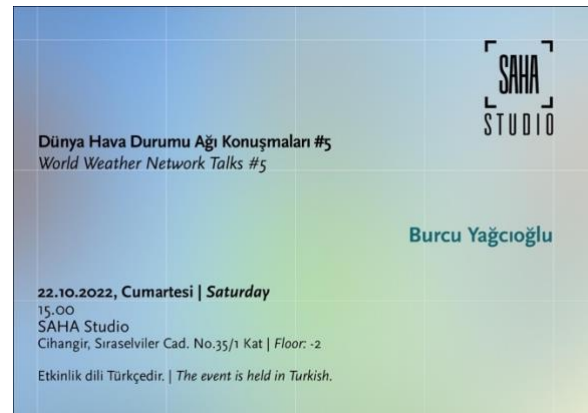 SAHA
STUDIO
Dünya Hava Durumu Ağı Konuşmaları #5
World Weather Network Talks #5
Burcu Yağcıoğlu
22.10.2022, Cumartesi | Saturday
15.00
SAHA Studio
Cihangir, Sıraselviler Cad. No.35/1 Kat | Floor: -2
Etkinlik dili Türkçedir. | The event is held in Turkish.